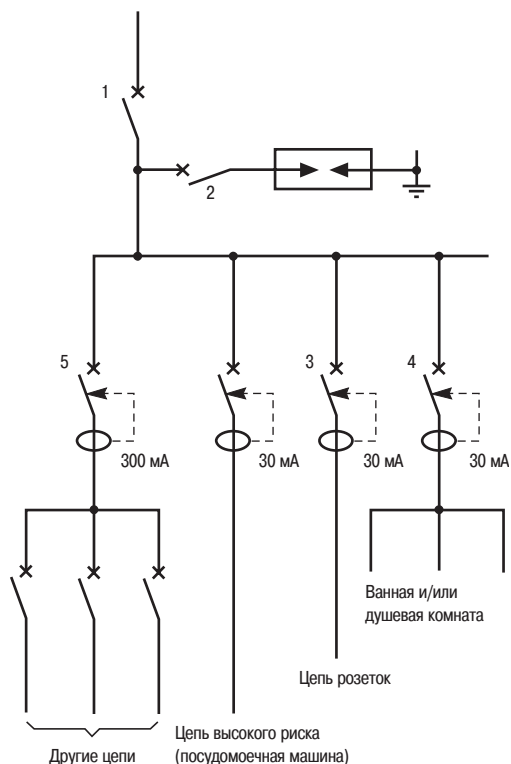 1
2
5
3
4
300 мА
30 мА
30 мА
30 мА
Ванная и/или
душевая комната
Цепь розеток
Цепь высокого риска
(посудомоечная машина)
Другие цепи